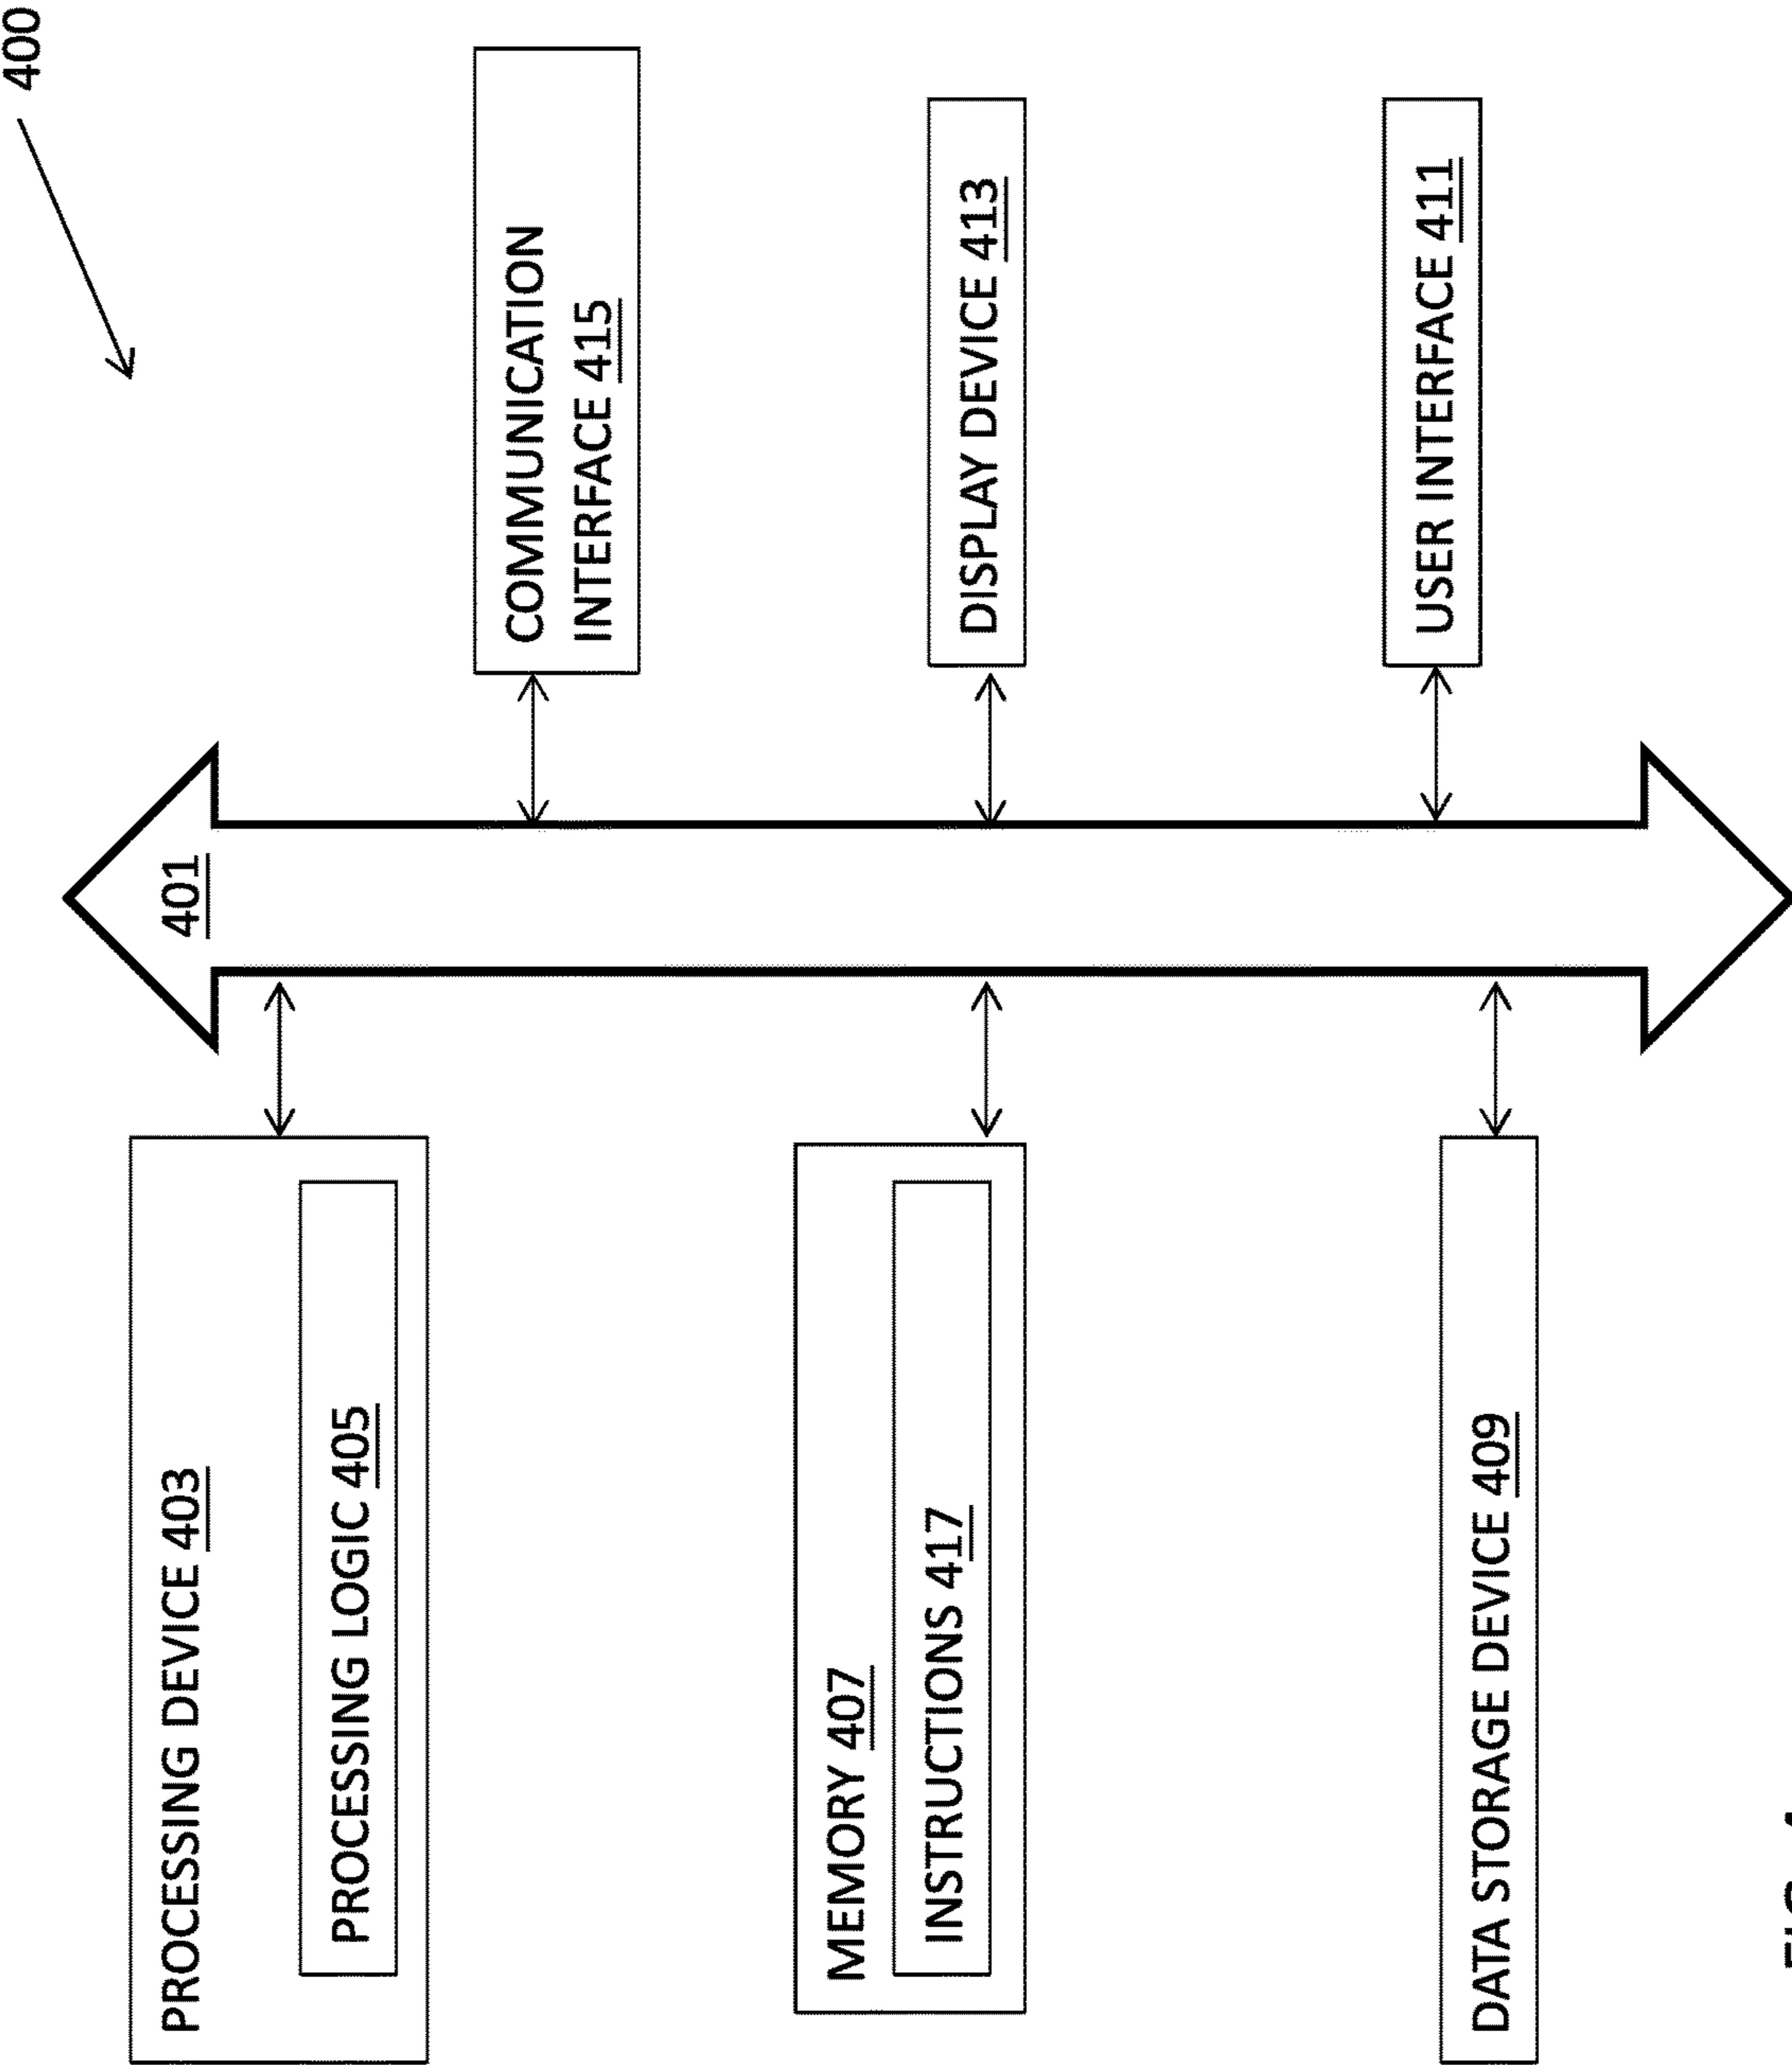 400
PROCESSING DEVICE 403
PROCESSING LOGIC 405
401
COMMUNICATION
INTERFACE 415
MEMORY 407
INSTRUCTIONS 417
DISPLAY DEVICE 413
DATA STORAGE DEVICE 409
USER INTERFACE 411